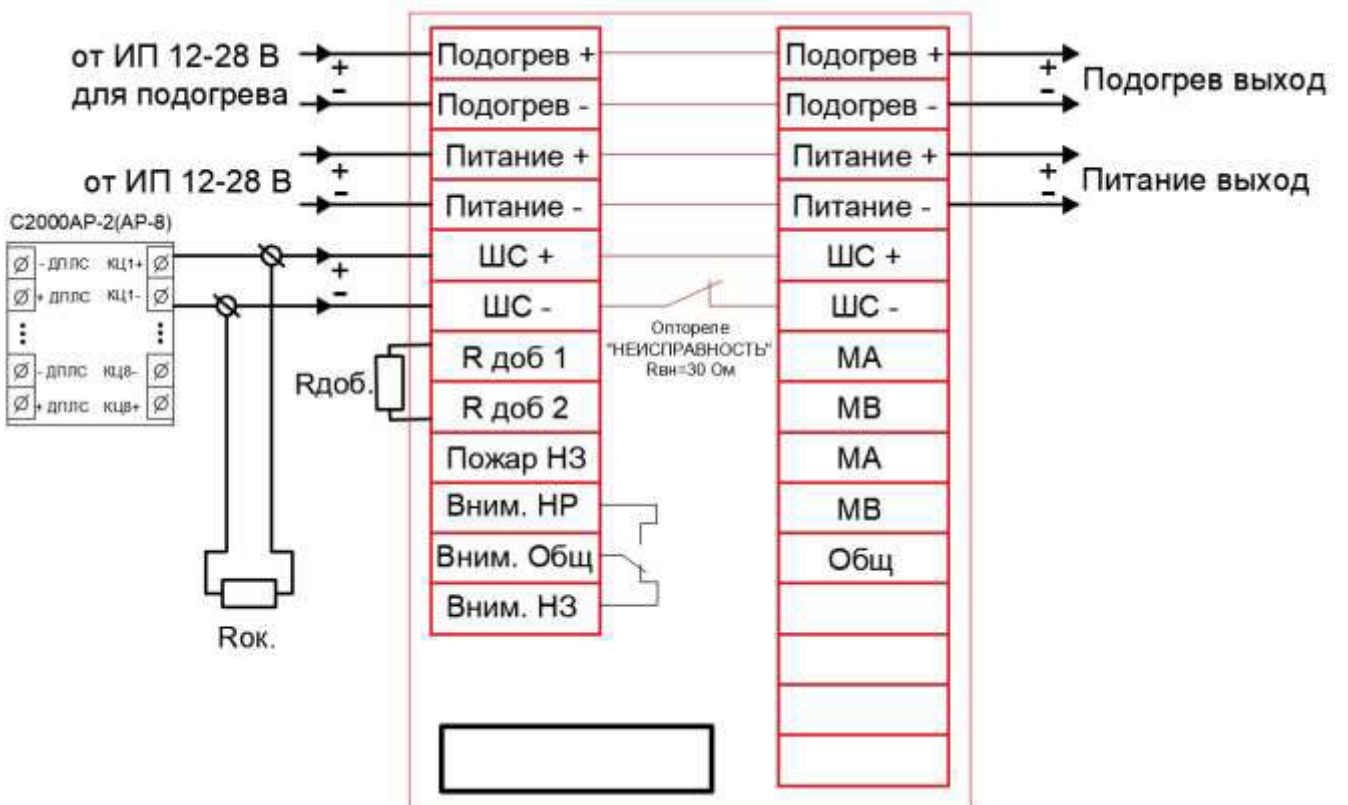 от ИП 12-28 В
для подогрева
+
-
от ИП 12-28 В
+
-
С2000АР-2(АР-8)
- ДПЛС КЦ1+
+ ДПЛС КЦ1-
- ДПЛС КЦ8-
+ ДПЛС КЦ8+
+
-
Rдоб.
Rок.
Подогрев +
Подогрев -
Питание +
Питание -
ШС +
ШС -
R доб 1
R доб 2
Пожар НЗ
Вним. НР
Вним. Общ
Вним. НЗ
Оптореле
"НЕИСПРАВНОСТЬ"
Rвн=30 Ом
Подогрев +
Подогрев -
Питание +
Питание -
ШС +
ШС -
МА
МВ
МА
МВ
Общ
+
-
Подогрев выход
+
-
Питание выход